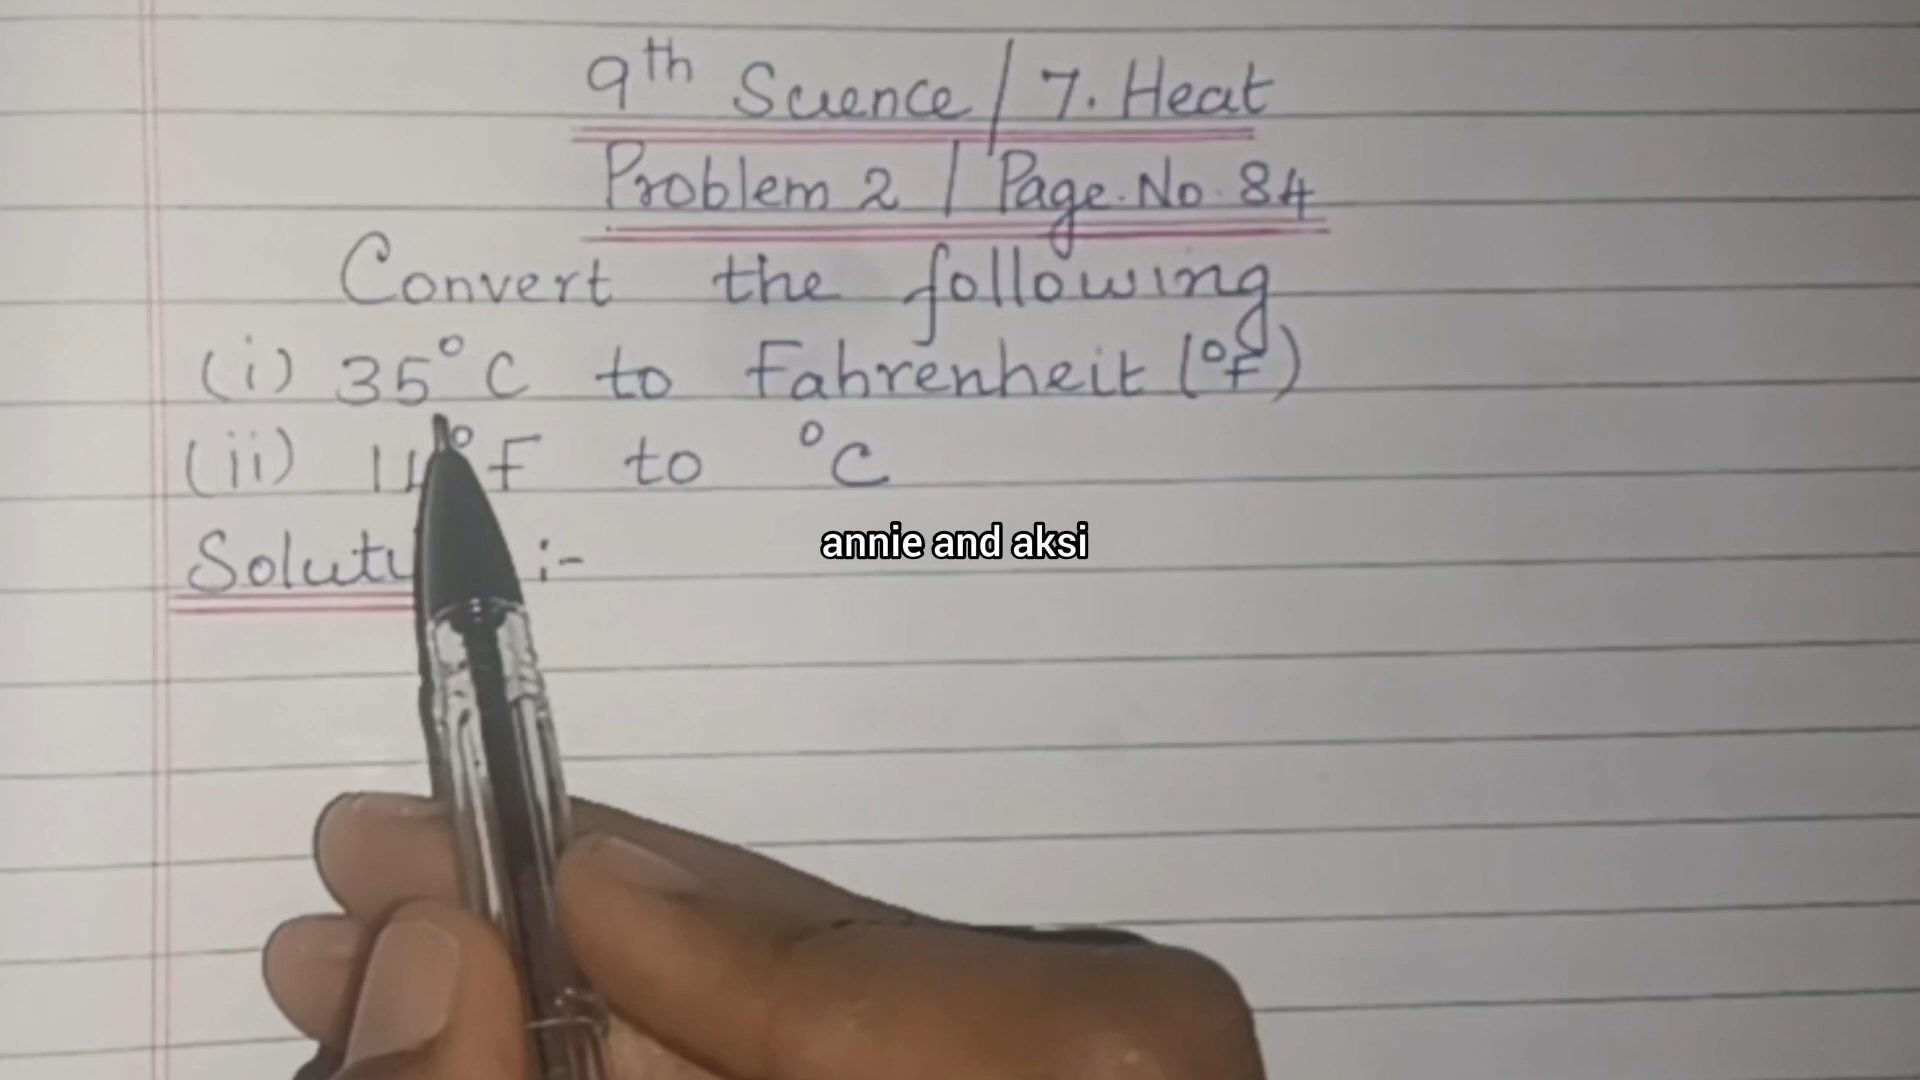 9th Science / 7. Heat
Problem 2 / Page.No.84
Convert the following
(i) 35°C to Fahrenheit (°F)
(ii) °F to °C
:-
annie and aksi